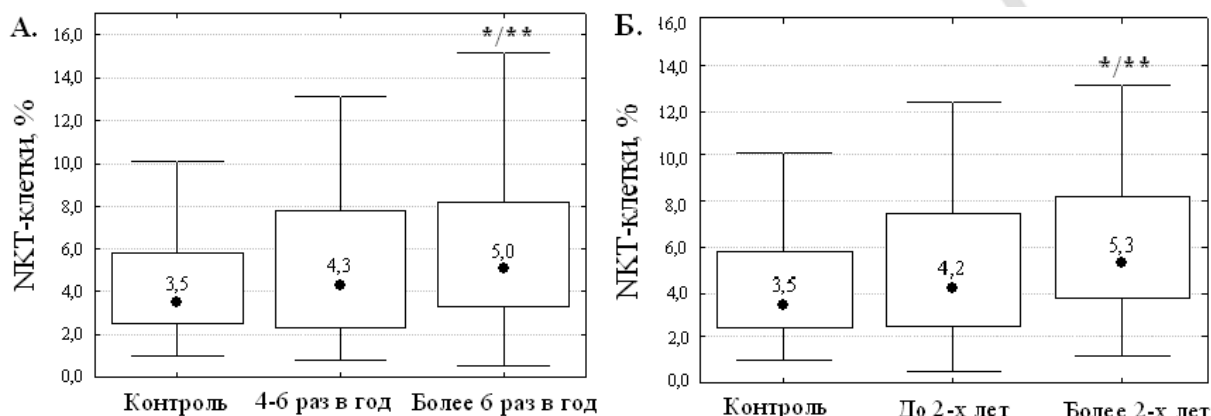 А.
NKT-клетки, %
16,0
14,0
12,0
10,0
8,0
6,0
4,0
2,0
0,0
3,5
4,3
5,0
*/**
Контроль
4-6 раз в год
Более 6 раз в год
Б.
NKT-клетки, %
16,0
14,0
12,0
10,0
8,0
6,0
4,0
2,0
0,0
3,5
4,2
5,3
*/**
Контроль
До 2-х лет
Более 2-х лет